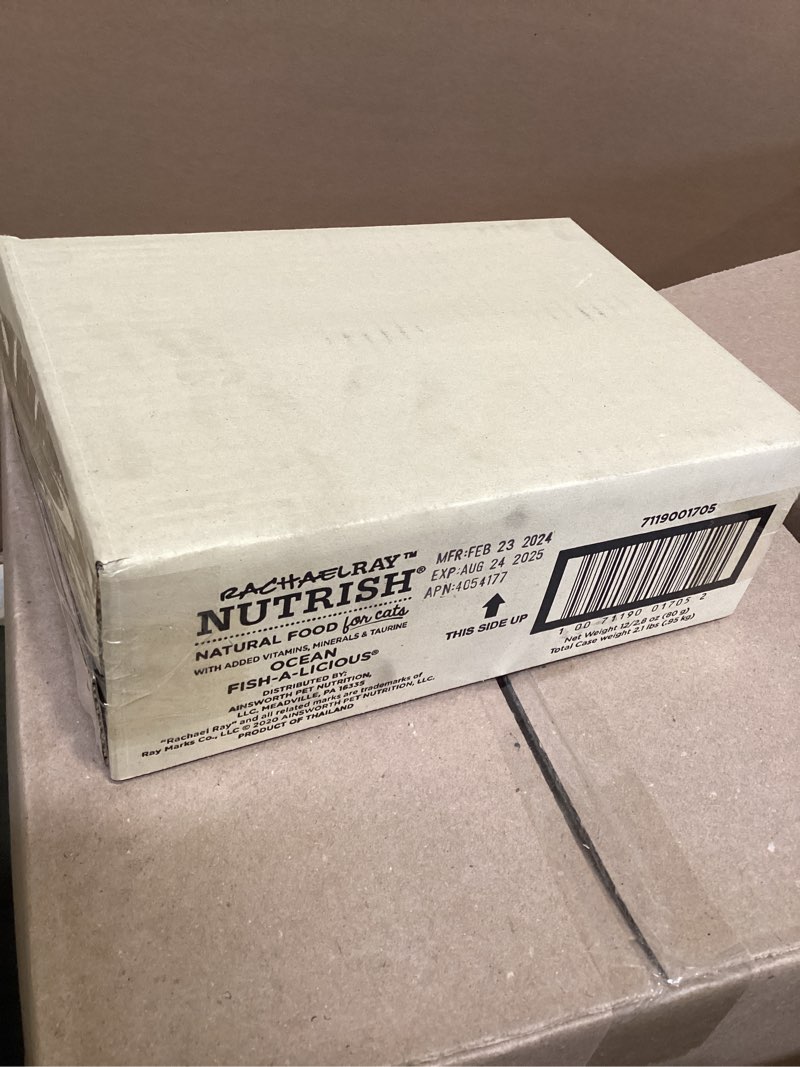 RACHAELRAY™
NUTRISH®
NATURAL FOOD for cats
WITH ADDED VITAMINS, MINERALS & TAURINE
OCEAN
FISH-A-LICIOUS®
DISTRIBUTED BY:
AINSWORTH PET NUTRITION,
LLC, MEADVILLE, PA 16335
"Rachael Ray" and all related marks are trademarks of
Ray Marks Co., LLC © 2020 AINSWORTH PET NUTRITION, LLC.
PRODUCT OF THAILAND
MFR:FEB 23 2024
EXP:AUG 24 2025
APN:4054177
THIS SIDE UP
7119001705
1 00 71190 01705 2
Net Weight 12/2.8 oz (80 g)
Total Case weight 2.1 lbs (.95 kg)